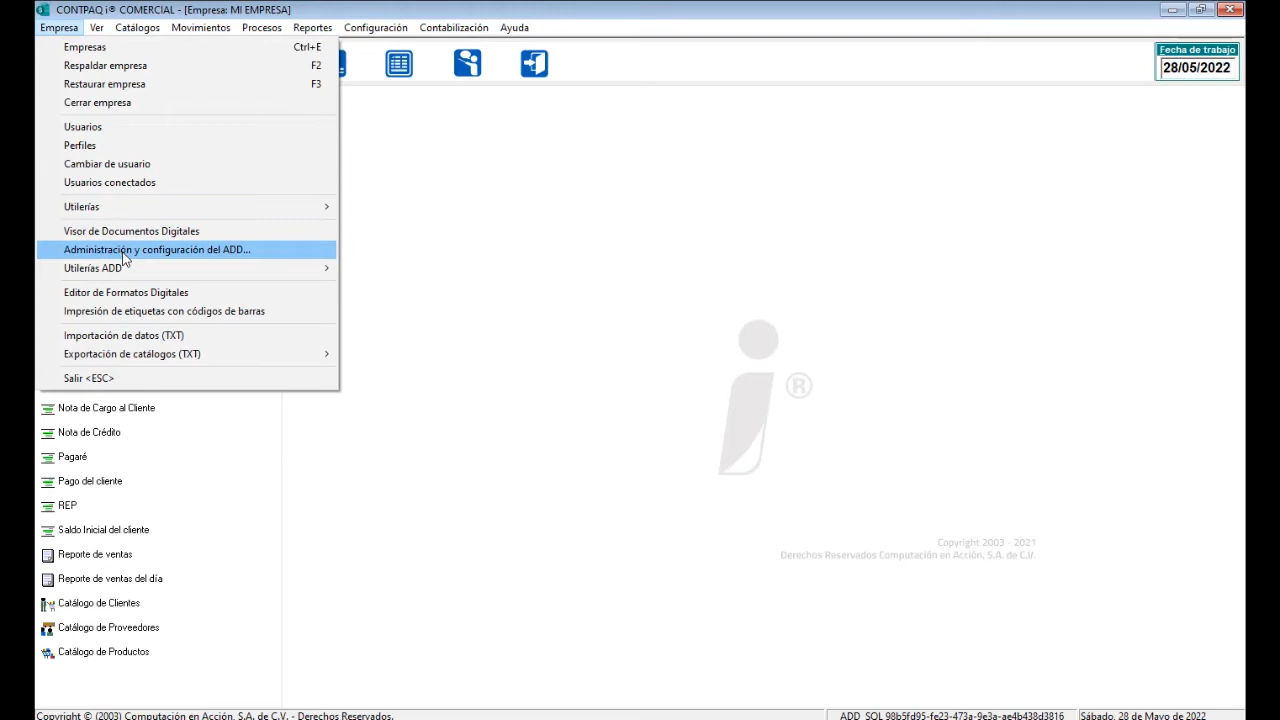 CONTPAQ i® COMERCIAL - [Empresa: MI EMPRESA]
Empresa Ver Catálogos Movimientos Procesos Reportes Configuración Contabilización Ayuda
Empresas Ctrl+E
Respaldar empresa F2
Restaurar empresa F3
Cerrar empresa
Usuarios
Perfiles
Cambiar de usuario
Usuarios conectados
Utilerías
Visor de Documentos Digitales
Administración y configuración del ADD...
Utilerías ADD
Editor de Formatos Digitales
Impresión de etiquetas con códigos de barras
Importación de datos (TXT)
Exportación de catálogos (TXT)
Salir <ESC>
Fecha de trabajo
28/05/2022
Nota de Cargo al Cliente
Nota de Crédito
Pagaré
Pago del cliente
REP
Saldo Inicial del cliente
Reporte de ventas
Reporte de ventas del día
Catálogo de Clientes
Catálogo de Proveedores
Catálogo de Productos
i®
Copyright 2003 - 2021
Derechos Reservados Computación en Acción, S.A. de C.V.
Copyright © (2003) Computación en Acción, S.A. de C.V. - Derechos Reservados. ADD_SQL 98b5fd95-fe23-473a-9e3a-ae4b438d3816 Sábado, 28 de Mayo de 2022